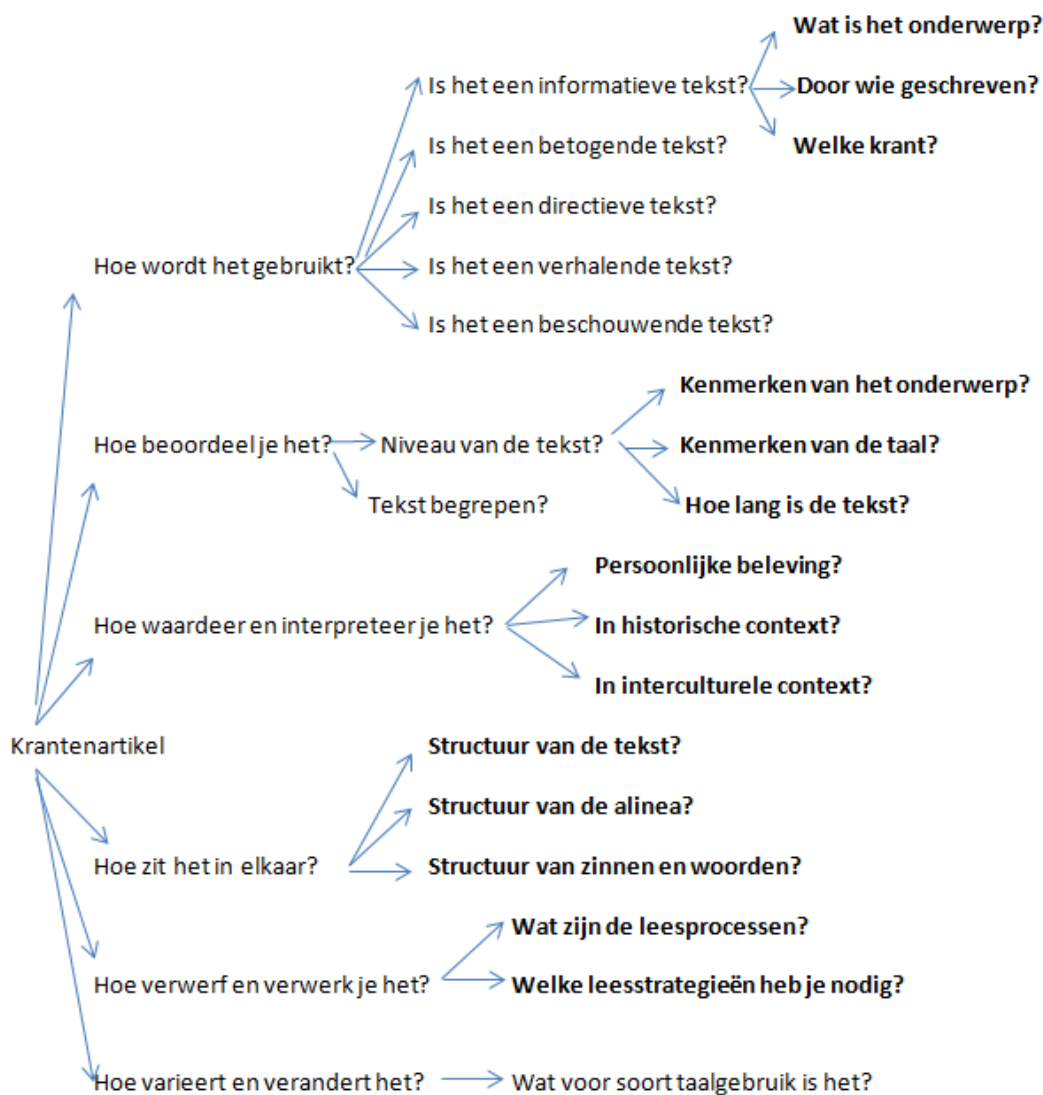 Wat is het onderwerp?
Is het een informatieve tekst?
Door wie geschreven?
Is het een betogende tekst?
Welke krant?
Is het een directieve tekst?
Hoe wordt het gebruikt?
Is het een verhalende tekst?
Is het een beschouwende tekst?
Kenmerken van het onderwerp?
Hoe beoordeel je het?
Niveau van de tekst?
Kenmerken van de taal?
Tekst begrepen?
Hoe lang is de tekst?
Persoonlijke beleving?
Hoe waardeer en interpreteer je het?
In historische context?
In interculturele context?
Krantenartikel
Structuur van de tekst?
Structuur van de alinea?
Hoe zit het in elkaar?
Structuur van zinnen en woorden?
Wat zijn de leesprocessen?
Hoe verwerf en verwerk je het?
Welke leesstrategieën heb je nodig?
Hoe varieert en verandert het?
Wat voor soort taalgebruik is het?